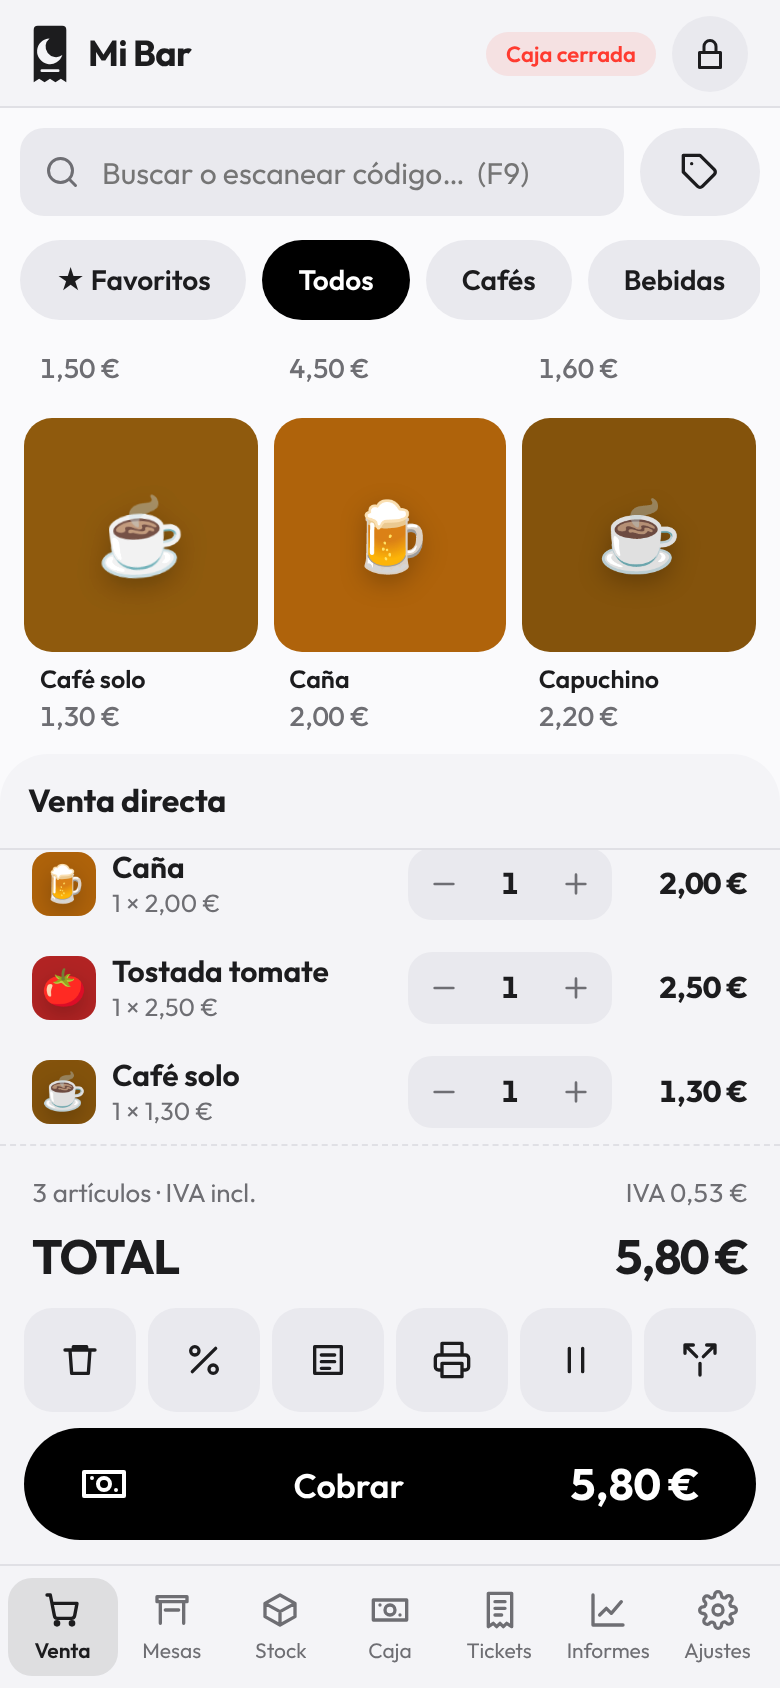 Mi Bar
Caja cerrada
Buscar o escanear código... (F9)
★ Favoritos Todos Cafés Bebidas
1,50 € 4,50 € 1,60 €
Café solo Caña Capuchino
1,30 € 2,00 € 2,20 €
Venta directa
Caña
1 × 2,00 €
1
2,00 €
Tostada tomate
1 × 2,50 €
1
2,50 €
Café solo
1 × 1,30 €
1
1,30 €
3 artículos · IVA incl. IVA 0,53 €
TOTAL 5,80 €
Cobrar 5,80 €
Venta Mesas Stock Caja Tickets Informes Ajustes